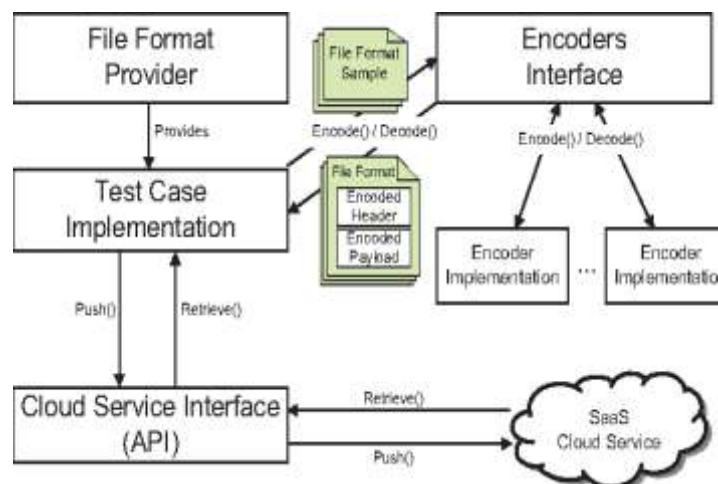 File Format
Provider
File Format
Sample
Encoders
Interface
Provides
Encode() / Decode()
Encode() / Decode()
Test Case
Implementation
File Format
Encoded
Header
Encoded
Payload
Encoder
Implementation
...
Encoder
Implementatio
Push()
Retrieve()
Cloud Service Interface
(API)
Retrieve()
Push()
SaaS
Cloud Service